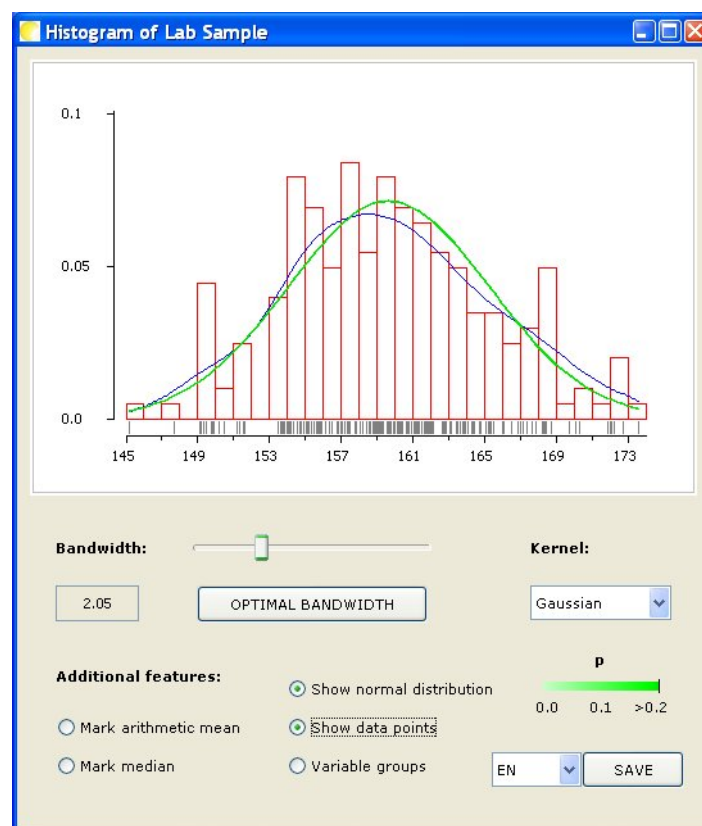 Histogram of Lab Sample
0.1
0.05
0.0
145 149 153 157 161 165 169 173
Bandwidth:
Kernel:
2.05
OPTIMAL BANDWIDTH
Gaussian
Additional features:
Show normal distribution
p
0.0 0.1 >0.2
Mark arithmetic mean
Show data points
Mark median
Variable groups
EN
SAVE